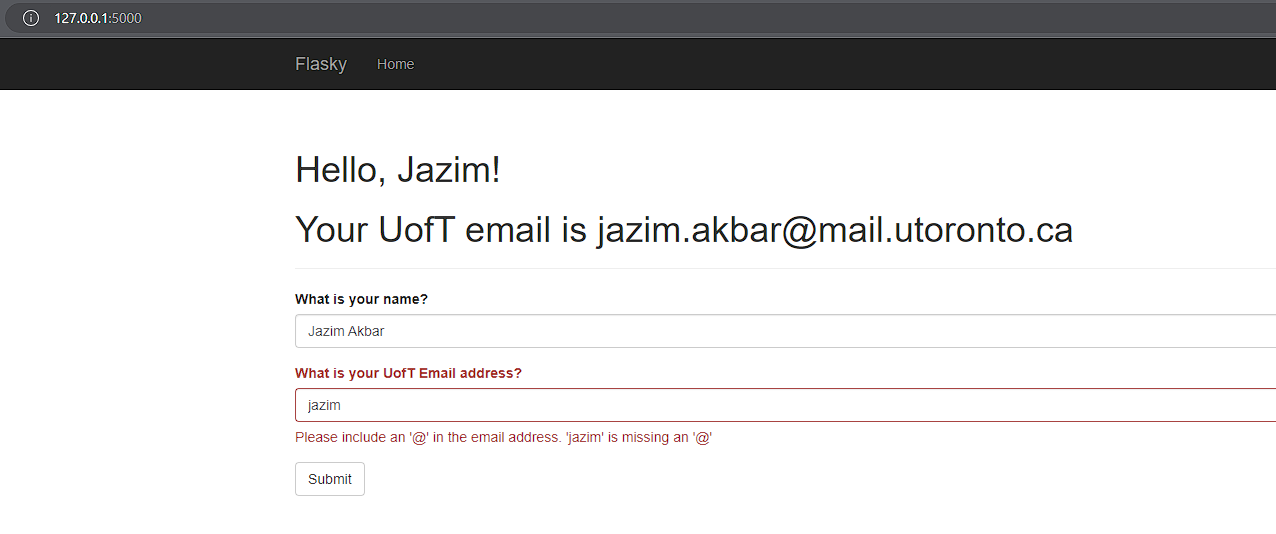 127.0.0.1:5000
Flasky Home
Hello, Jazim!
Your UofT email is jazim.akbar@mail.utoronto.ca
What is your name?
Jazim Akbar
What is your UofT Email address?
jazim
Please include an '@' in the email address. 'jazim' is missing an '@'
Submit